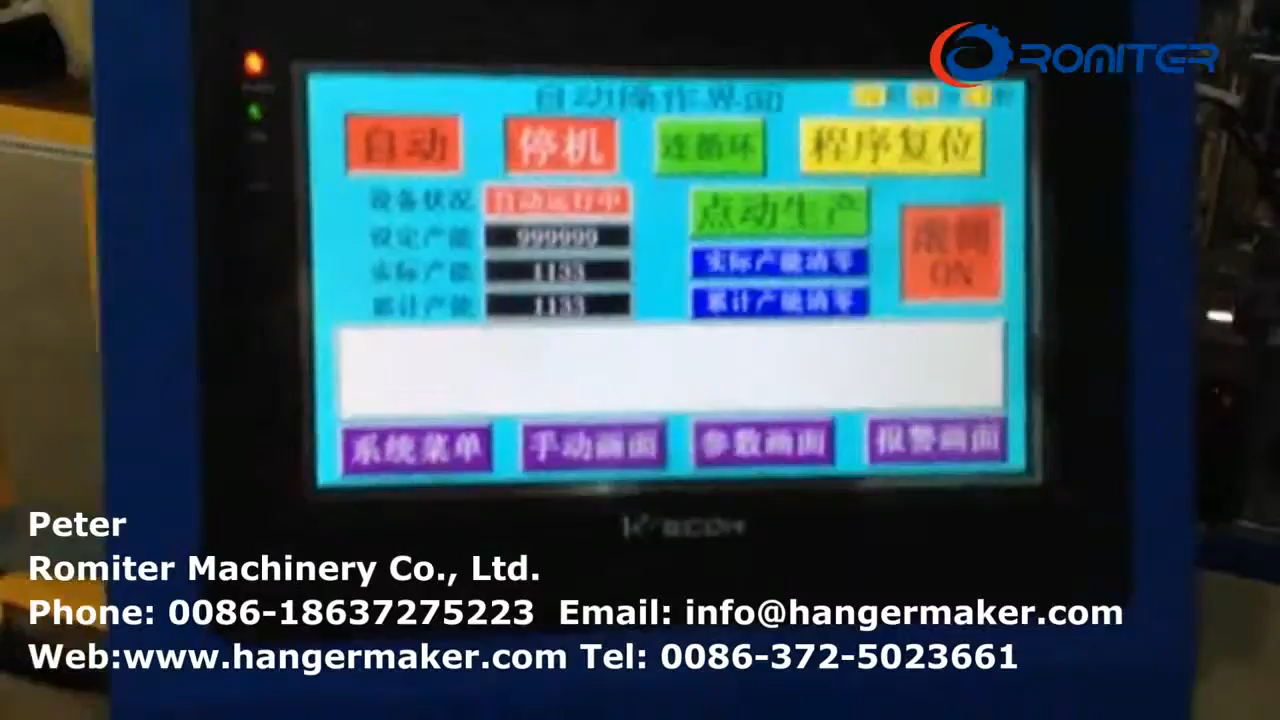 ROMITER
自动操作界面
自动 停机 连循环 程序复位
设备状况 自动运行中 点动生产
设定产能 999999
ON
实际产能 1133 实际产能清零
累计产能 1133 累计产能清零
系统菜单 手动画面 参数画面 报警画面
Peter
Romiter Machinery Co., Ltd.
Phone: 0086-18637275223 Email: info@hangermaker.com
Web:www.hangermaker.com Tel: 0086-372-5023661